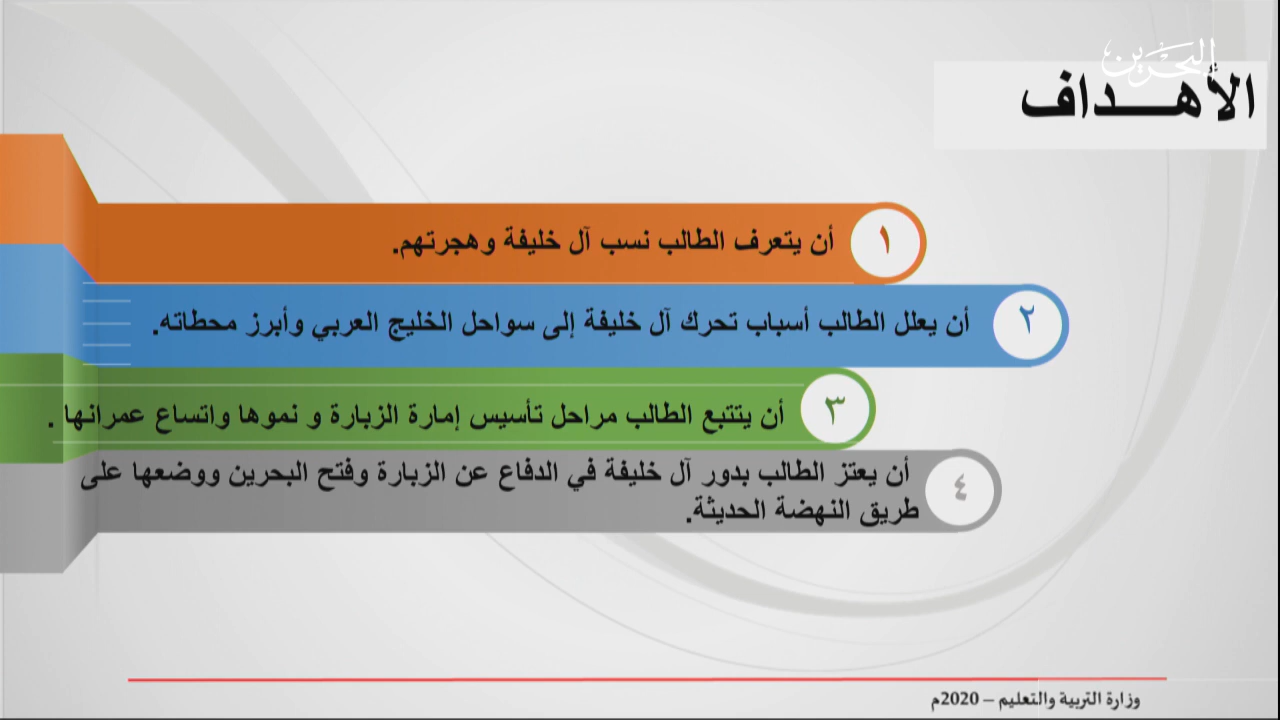 البحرين
الأهـــداف
١
أن يتعرف الطالب نسب آل خليفة وهجرتهم.
٢
أن يعلل الطالب أسباب تحرك آل خليفة إلى سواحل الخليج العربي وأبرز محطاته.
٣
أن يتتبع الطالب مراحل تأسيس إمارة الزبارة و نموها واتساع عمرانها .
٤
أن يعتز الطالب بدور آل خليفة في الدفاع عن الزبارة وفتح البحرين ووضعها على
طريق النهضة الحديثة.
وزارة التربية والتعليم – 2020م